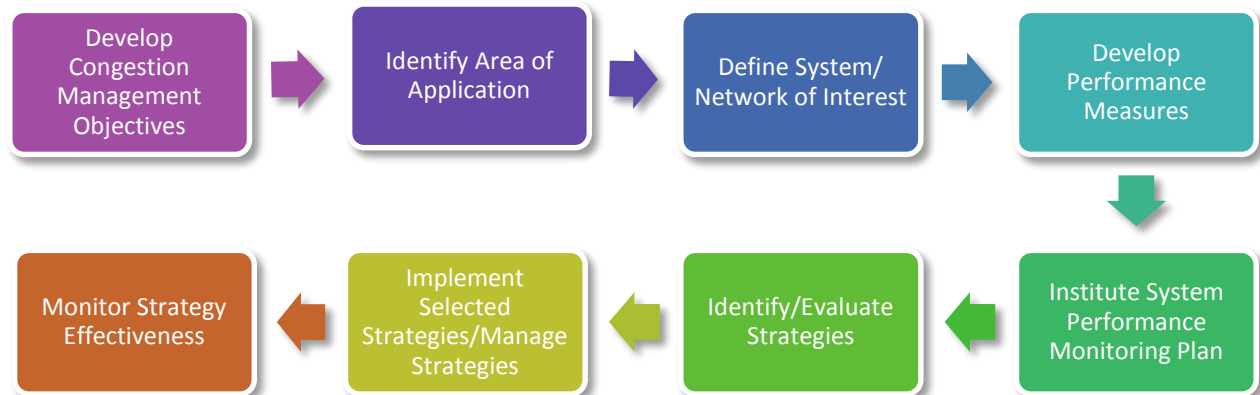 Develop
Congestion
Management
Objectives
Identify Area of
Application
Define System/
Network of Interest
Develop
Performance
Measures
Institute System
Performance
Monitoring Plan
Identify/Evaluate
Strategies
Implement
Selected
Strategies/Manage
Strategies
Monitor Strategy
Effectiveness